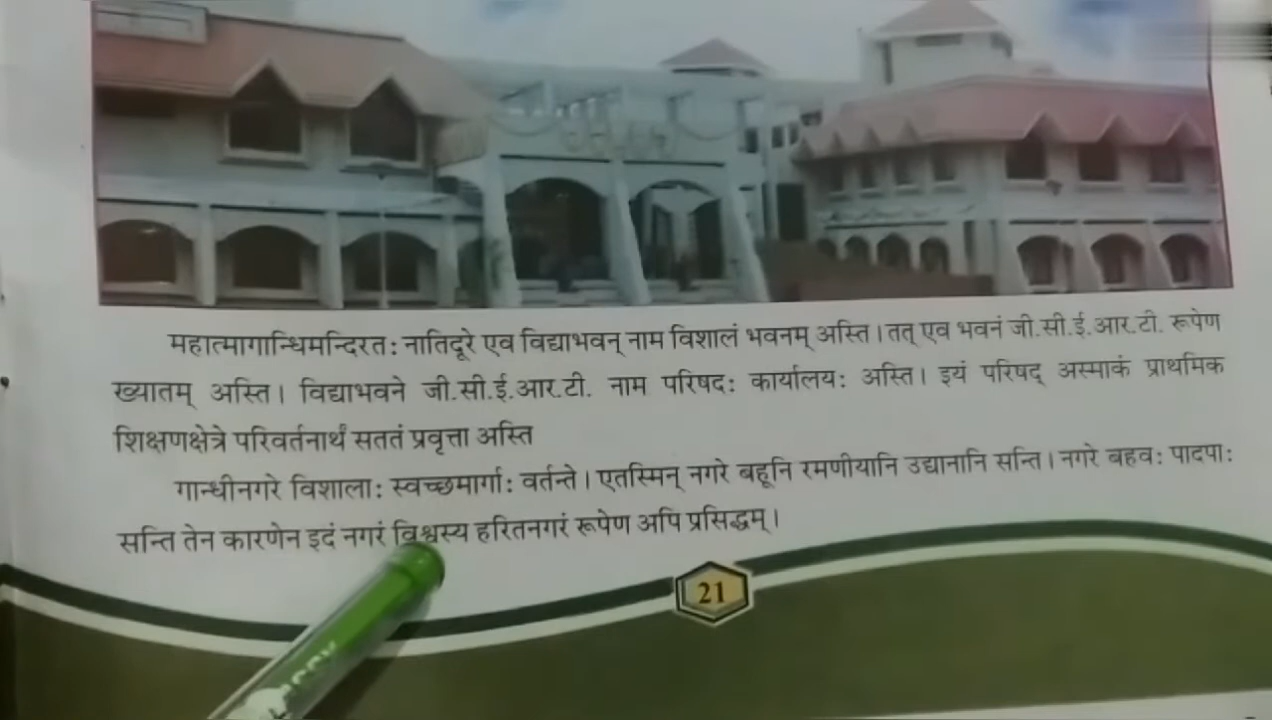 महात्मागान्धिमन्दिरतः नातिदूरे एव विद्याभवन् नाम विशालं भवनम् अस्ति। तत् एव भवनं जी.सी.ई.आर.टी. रूपेण
ख्यातम् अस्ति। विद्याभवने जी.सी.ई.आर.टी. नाम परिषदः कार्यालयः अस्ति। इयं परिषद् अस्माकं प्राथमिक
शिक्षणक्षेत्रे परिवर्तनार्थं सततं प्रवृत्ता अस्ति
गान्धीनगरे विशालाः स्वच्छमार्गाः वर्तन्ते। एतस्मिन् नगरे बहूनि रमणीयानि उद्यानानि सन्ति। नगरे बहवः पादपाः
सन्ति तेन कारणेन इदं नगरं विश्वस्य हरितनगरं रूपेण अपि प्रसिद्धम्।
21